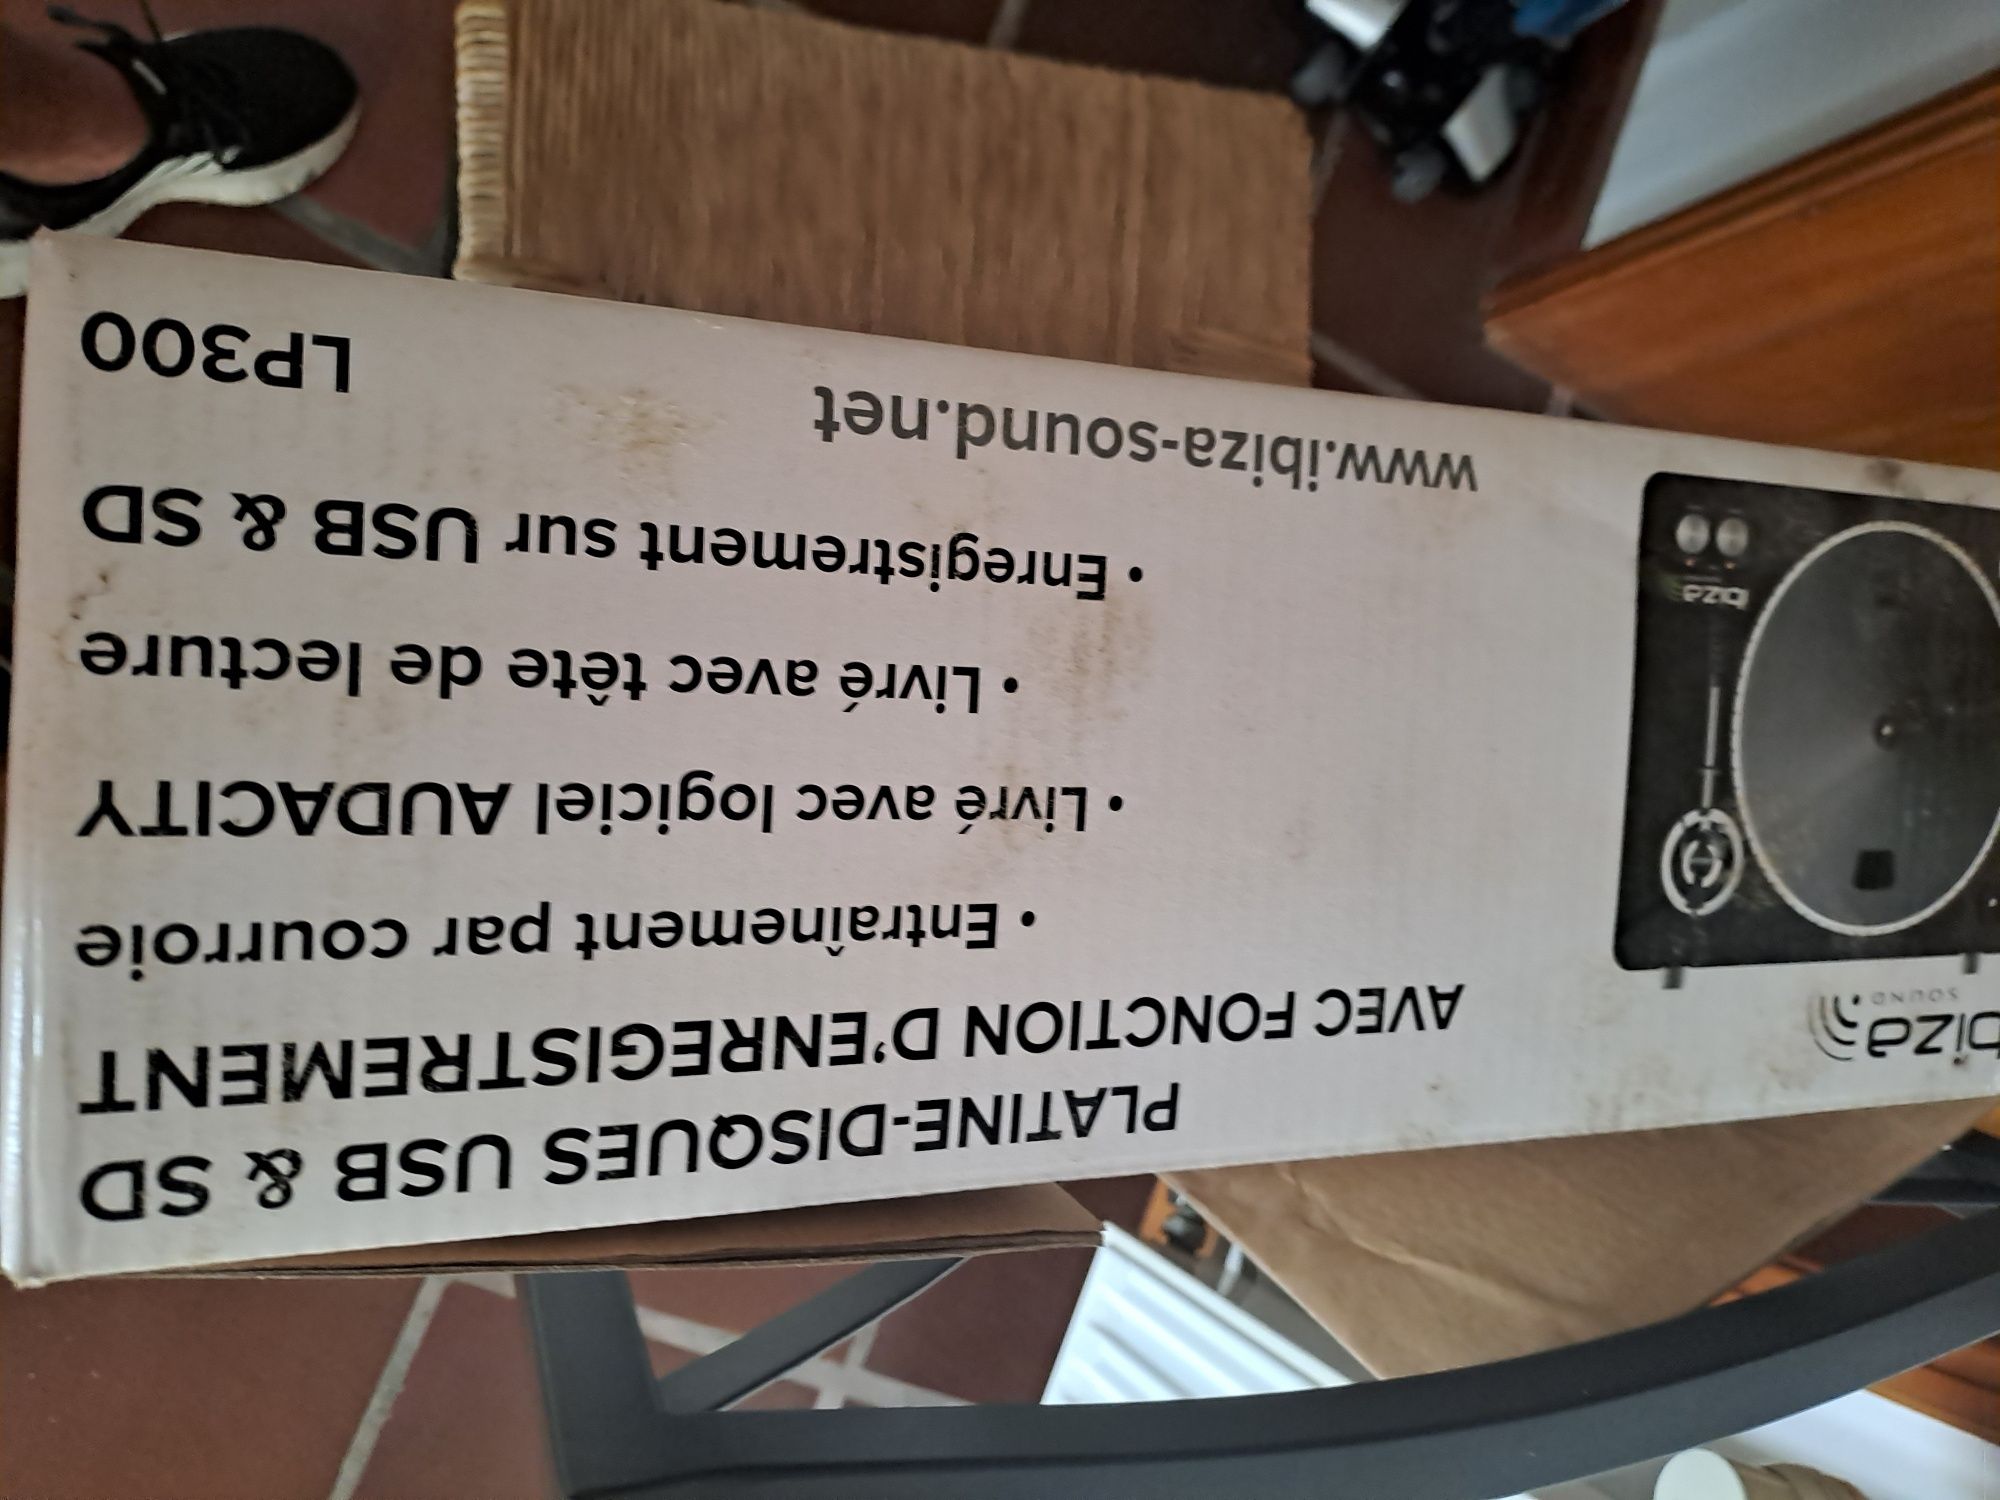 PLATINE-DISQUES USB & SD
AVEC FONCTION D'ENREGISTREMENT
• Entraînement par courroie
• Livré avec logiciel AUDACITY
• Livré avec tête de lecture
• Enregistrement sur USB & SD
www.ibiza-sound.net
LP300
ibiza
SOUND
ibiza